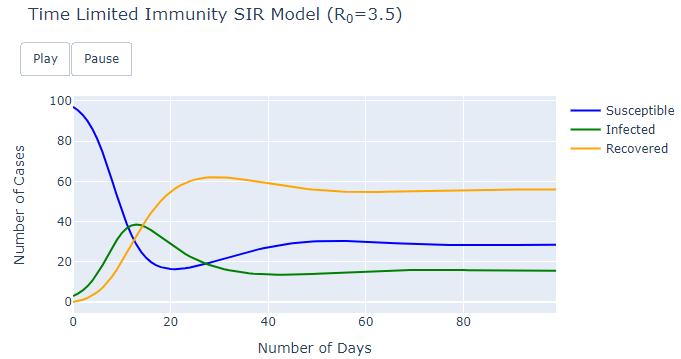 Time Limited Immunity SIR Model (R₀=3.5)
Play Pause
Number of Cases
100
80
60
40
20
0
0 20 40 60 80
Number of Days
Susceptible
Infected
Recovered